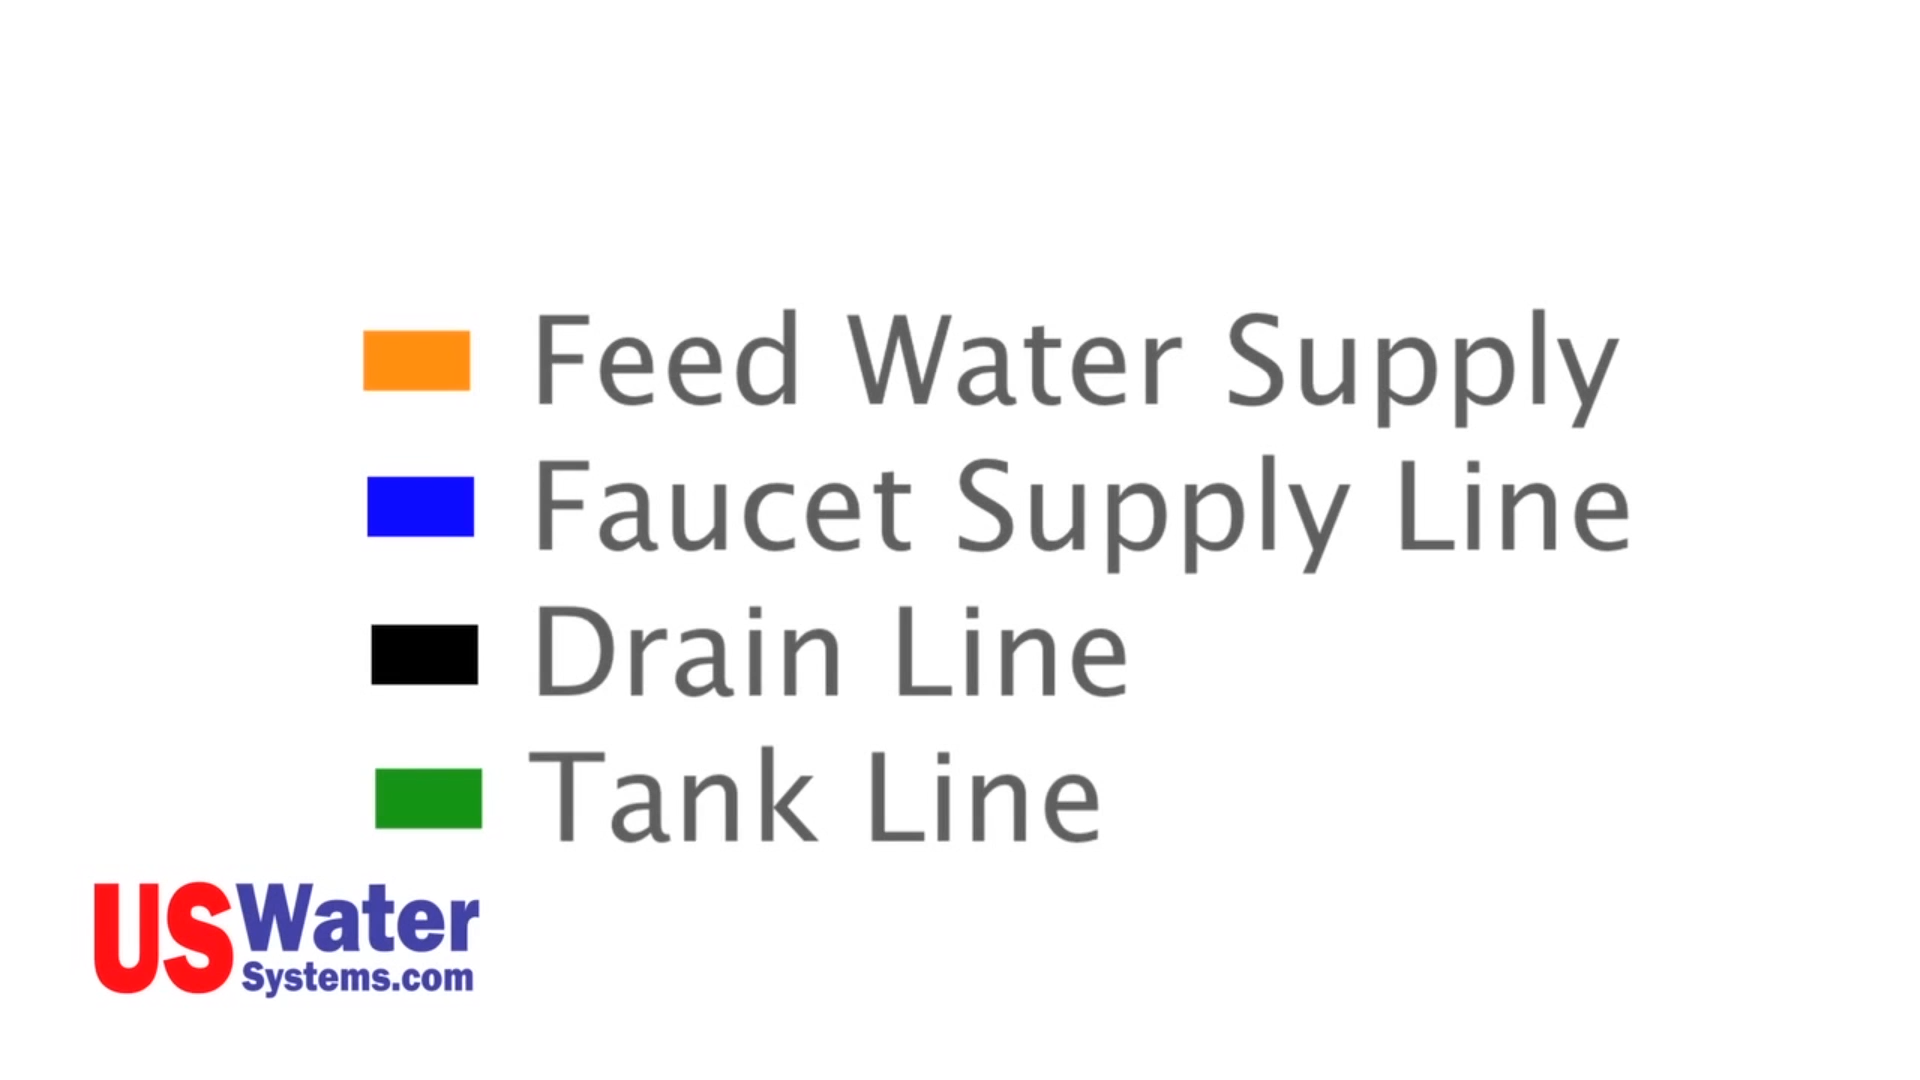 Feed Water Supply
Faucet Supply Line
Drain Line
Tank Line
USWater
Systems.com